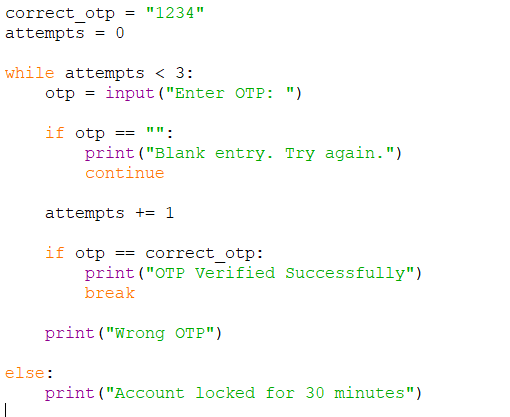 correct_otp = "1234"
attempts = 0

while attempts < 3:
    otp = input("Enter OTP: ")

    if otp == "":
        print("Blank entry. Try again.")
        continue

    attempts += 1

    if otp == correct_otp:
        print("OTP Verified Successfully")
        break

    print("Wrong OTP")

else:
    print("Account locked for 30 minutes")